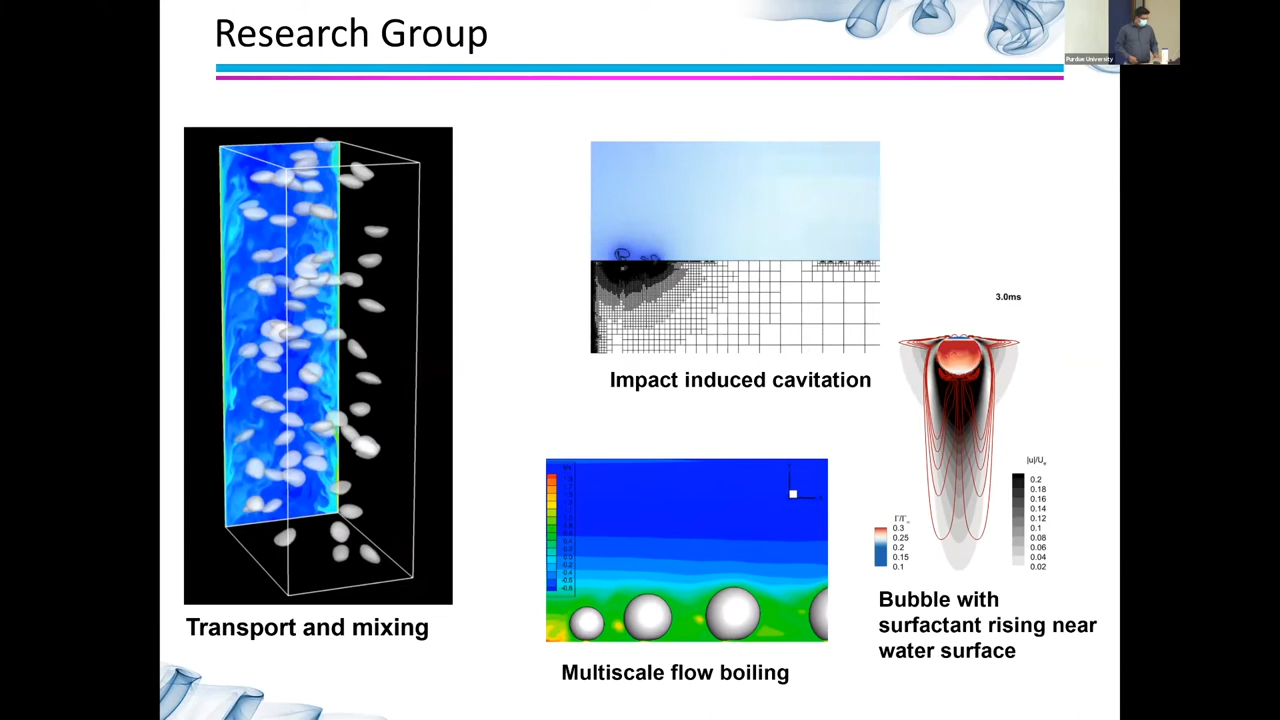 Research Group
Purdue University
Transport and mixing
Impact induced cavitation
Multiscale flow boiling
3.0ms
|u|/U
0.2
0.18
0.16
0.14
0.12
0.1
0.08
0.06
0.04
0.02
Γ/Γ
0.3
0.25
0.2
0.15
0.1
Bubble with
surfactant rising near
water surface